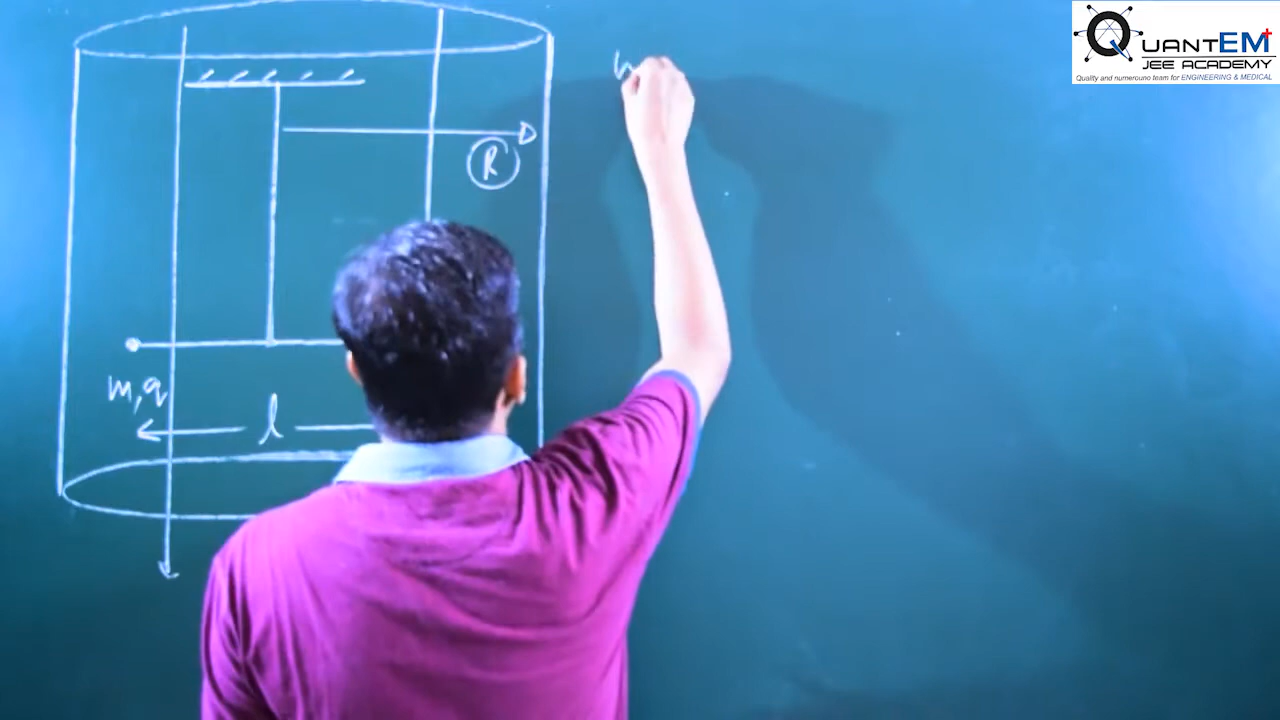 QUANTEM
JEE ACADEMY
Quality and numerouno team for ENGINEERING & MEDICAL
R
m,q
l